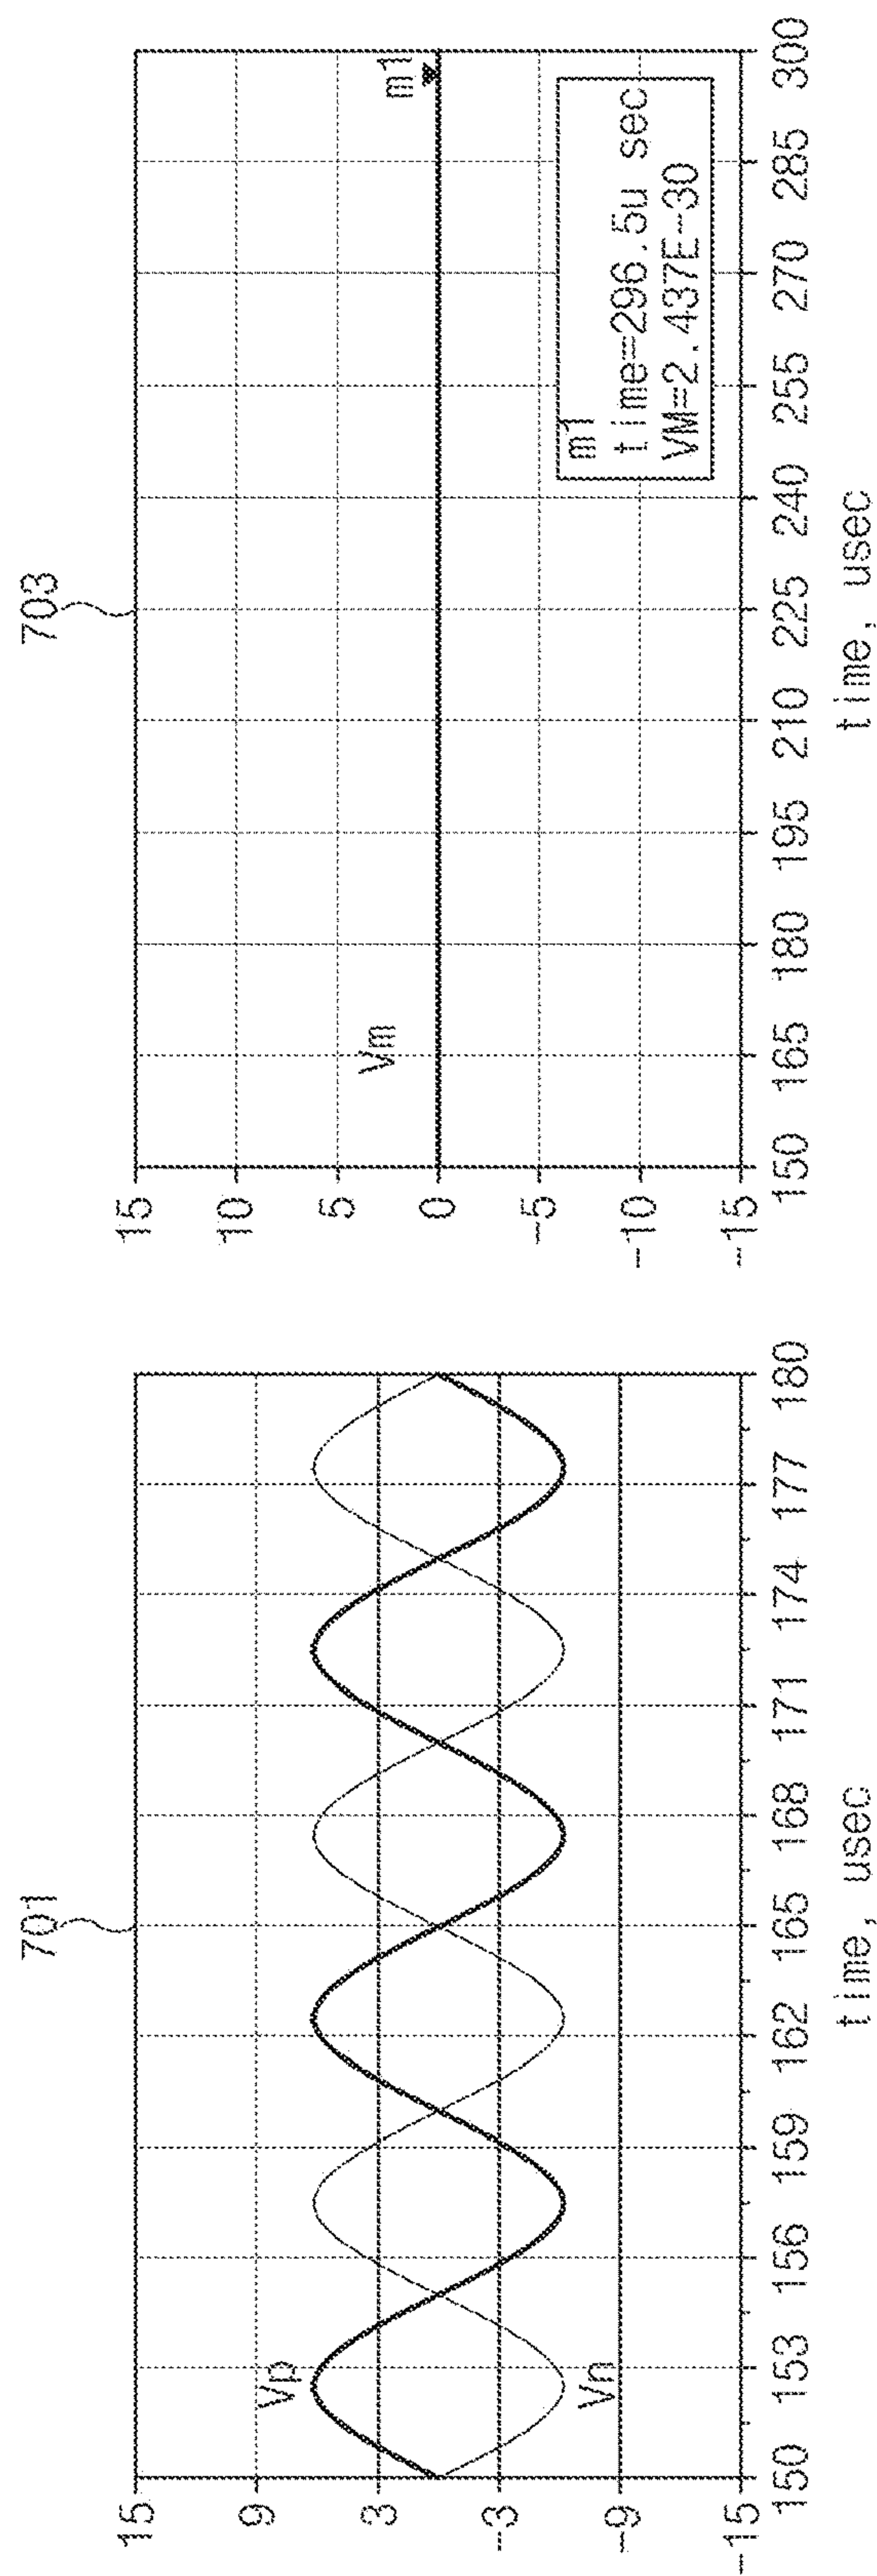 701
15
9
3
-3
-9
-15
Vp
Vn
150 153 156 159 162 165 168 171 174 177 180
time, usec
703
15
10
5
0
-5
-10
-15
Vm
m1
m1
time=296.5u sec
VM=2.437E-30
150 165 180 195 210 225 240 255 270 285 300
time, usec